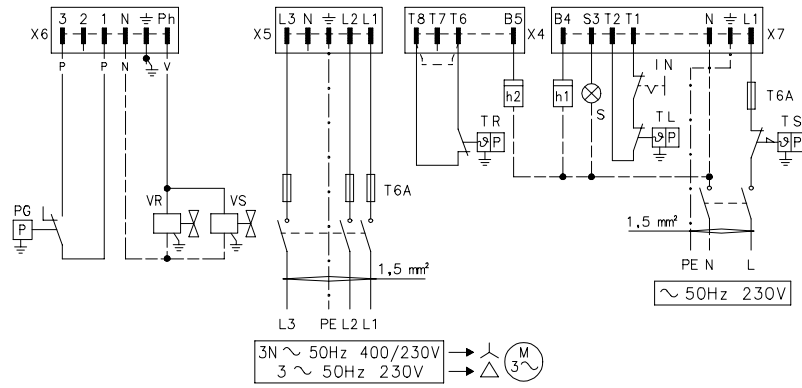 3 2 1 N Ph
X6
P P N V
L3 N L2 L1
X5
T8 T7 T6 B5
X4
B4 S3 T2 T1 N L1
X7
h2
h1
S
IN
T6A
TR
ϑ P
TL
ϑ P
TS
ϑ P
T6A
PG
P
VR
VS
1,5 mm²
1,5 mm²
PE N L
∼ 50Hz 230V
L3 PE L2 L1
3N ∼ 50Hz 400/230V
3 ∼ 50Hz 230V
M
3∼